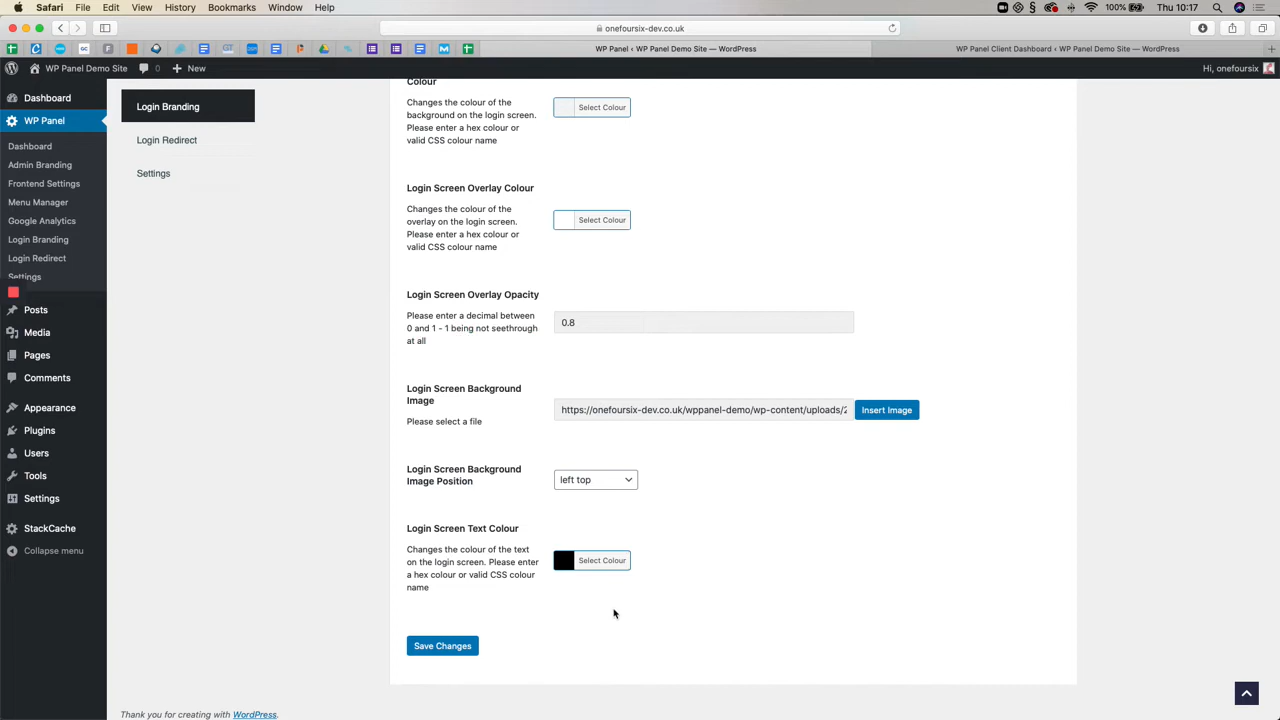 Safari File Edit View History Bookmarks Window Help
100% Thu 21 Jan 10:17
onefoursix-dev.co.uk
WP Panel ‹ WP Panel Demo Site — WordPress
WP Panel Client Dashboard ‹ WP Panel Demo Site — WordPress
WP Panel Demo Site 0 New
Hi, onefoursix
Dashboard
WP Panel
Dashboard
Admin Branding
Frontend Settings
Menu Manager
Google Analytics
Login Branding
Login Redirect
Settings
Posts
Media
Pages
Comments
Appearance
Plugins
Users
Tools
Settings
StackCache
Collapse menu
Login Branding
Login Redirect
Settings
Colour
Changes the colour of the
background on the login screen.
Please enter a hex colour or
valid CSS colour name
Select Colour
Login Screen Overlay Colour
Changes the colour of the
overlay on the login screen.
Please enter a hex colour or
valid CSS colour name
Select Colour
Login Screen Overlay Opacity
Please enter a decimal between
0 and 1 - 1 being not seethrough
at all
0.8
Login Screen Background
Image
Please select a file
https://onefoursix-dev.co.uk/wppanel-demo/wp-content/uploads/2
Insert Image
Login Screen Background
Image Position
left top
Login Screen Text Colour
Changes the colour of the text
on the login screen. Please enter
a hex colour or valid CSS colour
name
Select Colour
Save Changes
Thank you for creating with WordPress.